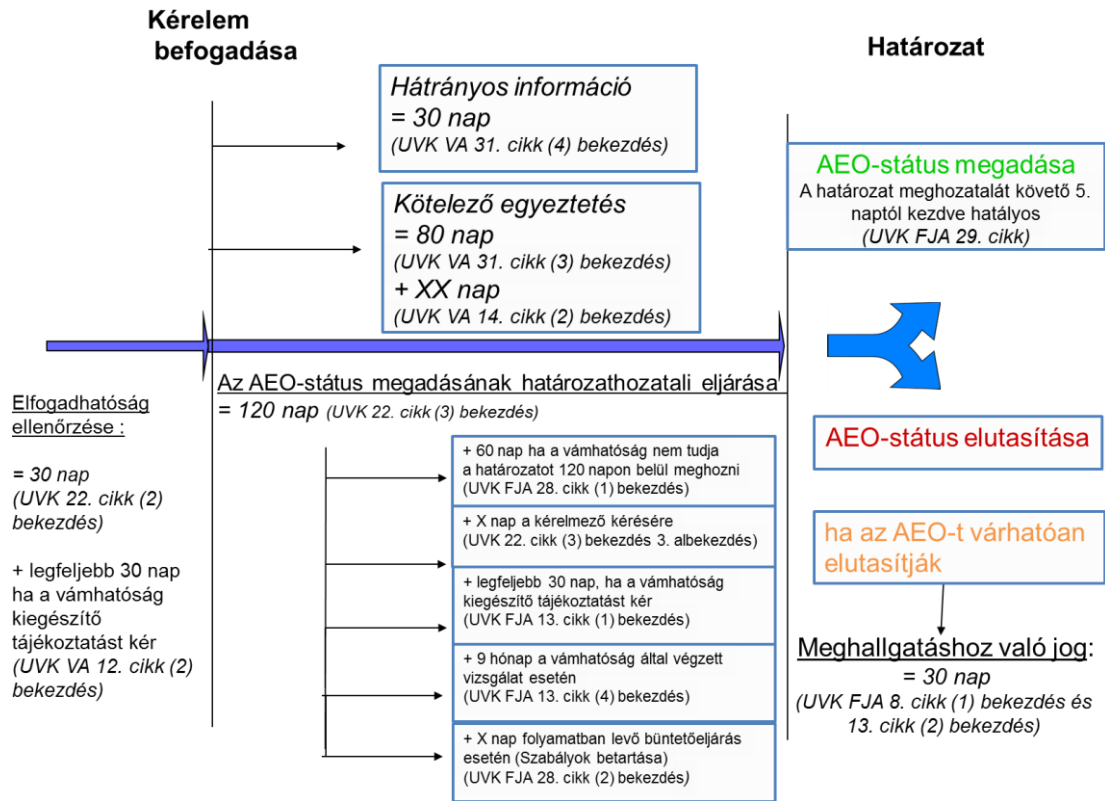 Kérelem
befogadása
Határozat
Hátrányos információ
= 30 nap
(UVK VA 31. cikk (4) bekezdés)
Kötelező egyeztetés
= 80 nap
(UVK VA 31. cikk (3) bekezdés)
+ XX nap
(UVK VA 14. cikk (2) bekezdés)
AEO-státus megadása
A határozat meghozatalát követő 5.
naptól kezdve hatályos
(UVK FJA 29. cikk)
Elfogadhatóság
ellenőrzése :
= 30 nap
(UVK 22. cikk (2)
bekezdés)
+ legfeljebb 30 nap
ha a vámhatóság
kiegészítő
tájékoztatást kér
(UVK VA 12. cikk (2)
bekezdés)
Az AEO-státus megadásának határozathozatali eljárása
= 120 nap (UVK 22. cikk (3) bekezdés)
+ 60 nap ha a vámhatóság nem tudja
a határozatot 120 napon belül meghozni
(UVK FJA 28. cikk (1) bekezdés)
+ X nap a kérelmező kérésére
(UVK 22. cikk (3) bekezdés 3. albekezdés)
+ legfeljebb 30 nap, ha a vámhatóság
kiegészítő tájékoztatást kér
(UVK FJA 13. cikk (1) bekezdés)
+ 9 hónap a vámhatóság által végzett
vizsgálat esetén
(UVK FJA 13. cikk (4) bekezdés)
+ X nap folyamatban levő büntetőeljárás
esetén (Szabályok betartása)
(UVK FJA 28. cikk (2) bekezdés)
AEO-státus elutasítása
ha az AEO-t várhatóan
elutasítják
Meghallgatáshoz való jog:
= 30 nap
(UVK FJA 8. cikk (1) bekezdés és
13. cikk (2) bekezdés)